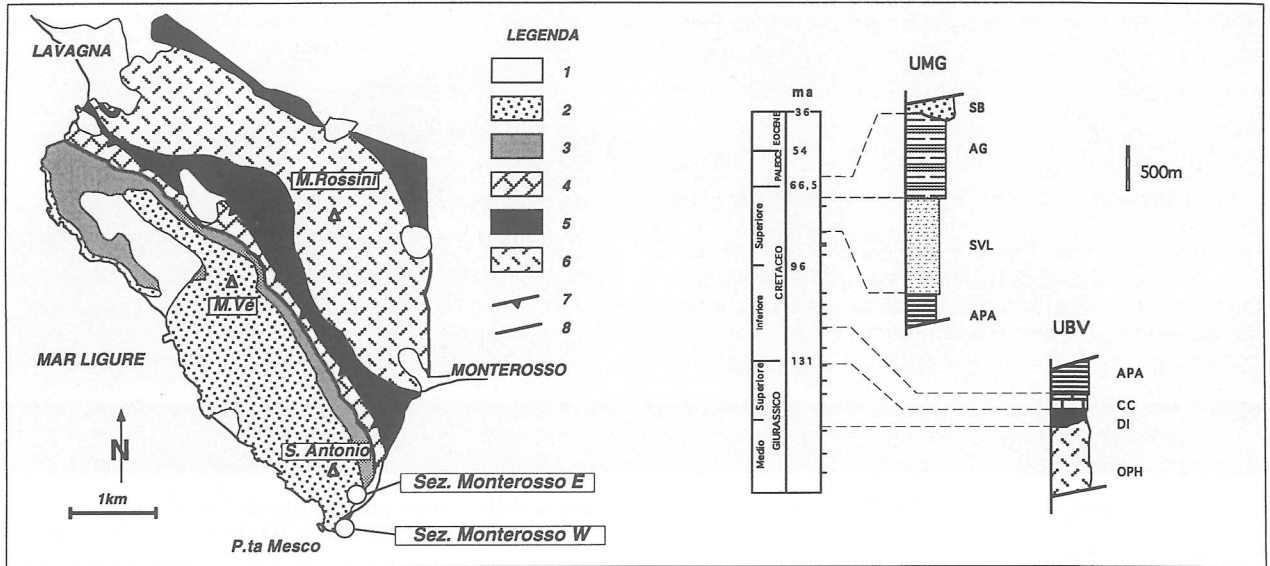 LAVAGNA
M.Rossini
M.Vé
MAR LIGURE
MONTEROSSO
N
S. Antonio
1km
Sez. Monterosso E
Sez. Monterosso W
P.ta Mesco
LEGENDA
1
2
3
4
5
6
7
8
ma
36
54
66,5
96
131
EOCENE
PALEOC.
Superiore
CRETACEO
Inferiore
Superiore
GIURASSICO
Medio
UMG
SB
AG
SVL
APA
500m
UBV
APA
CC
DI
OPH